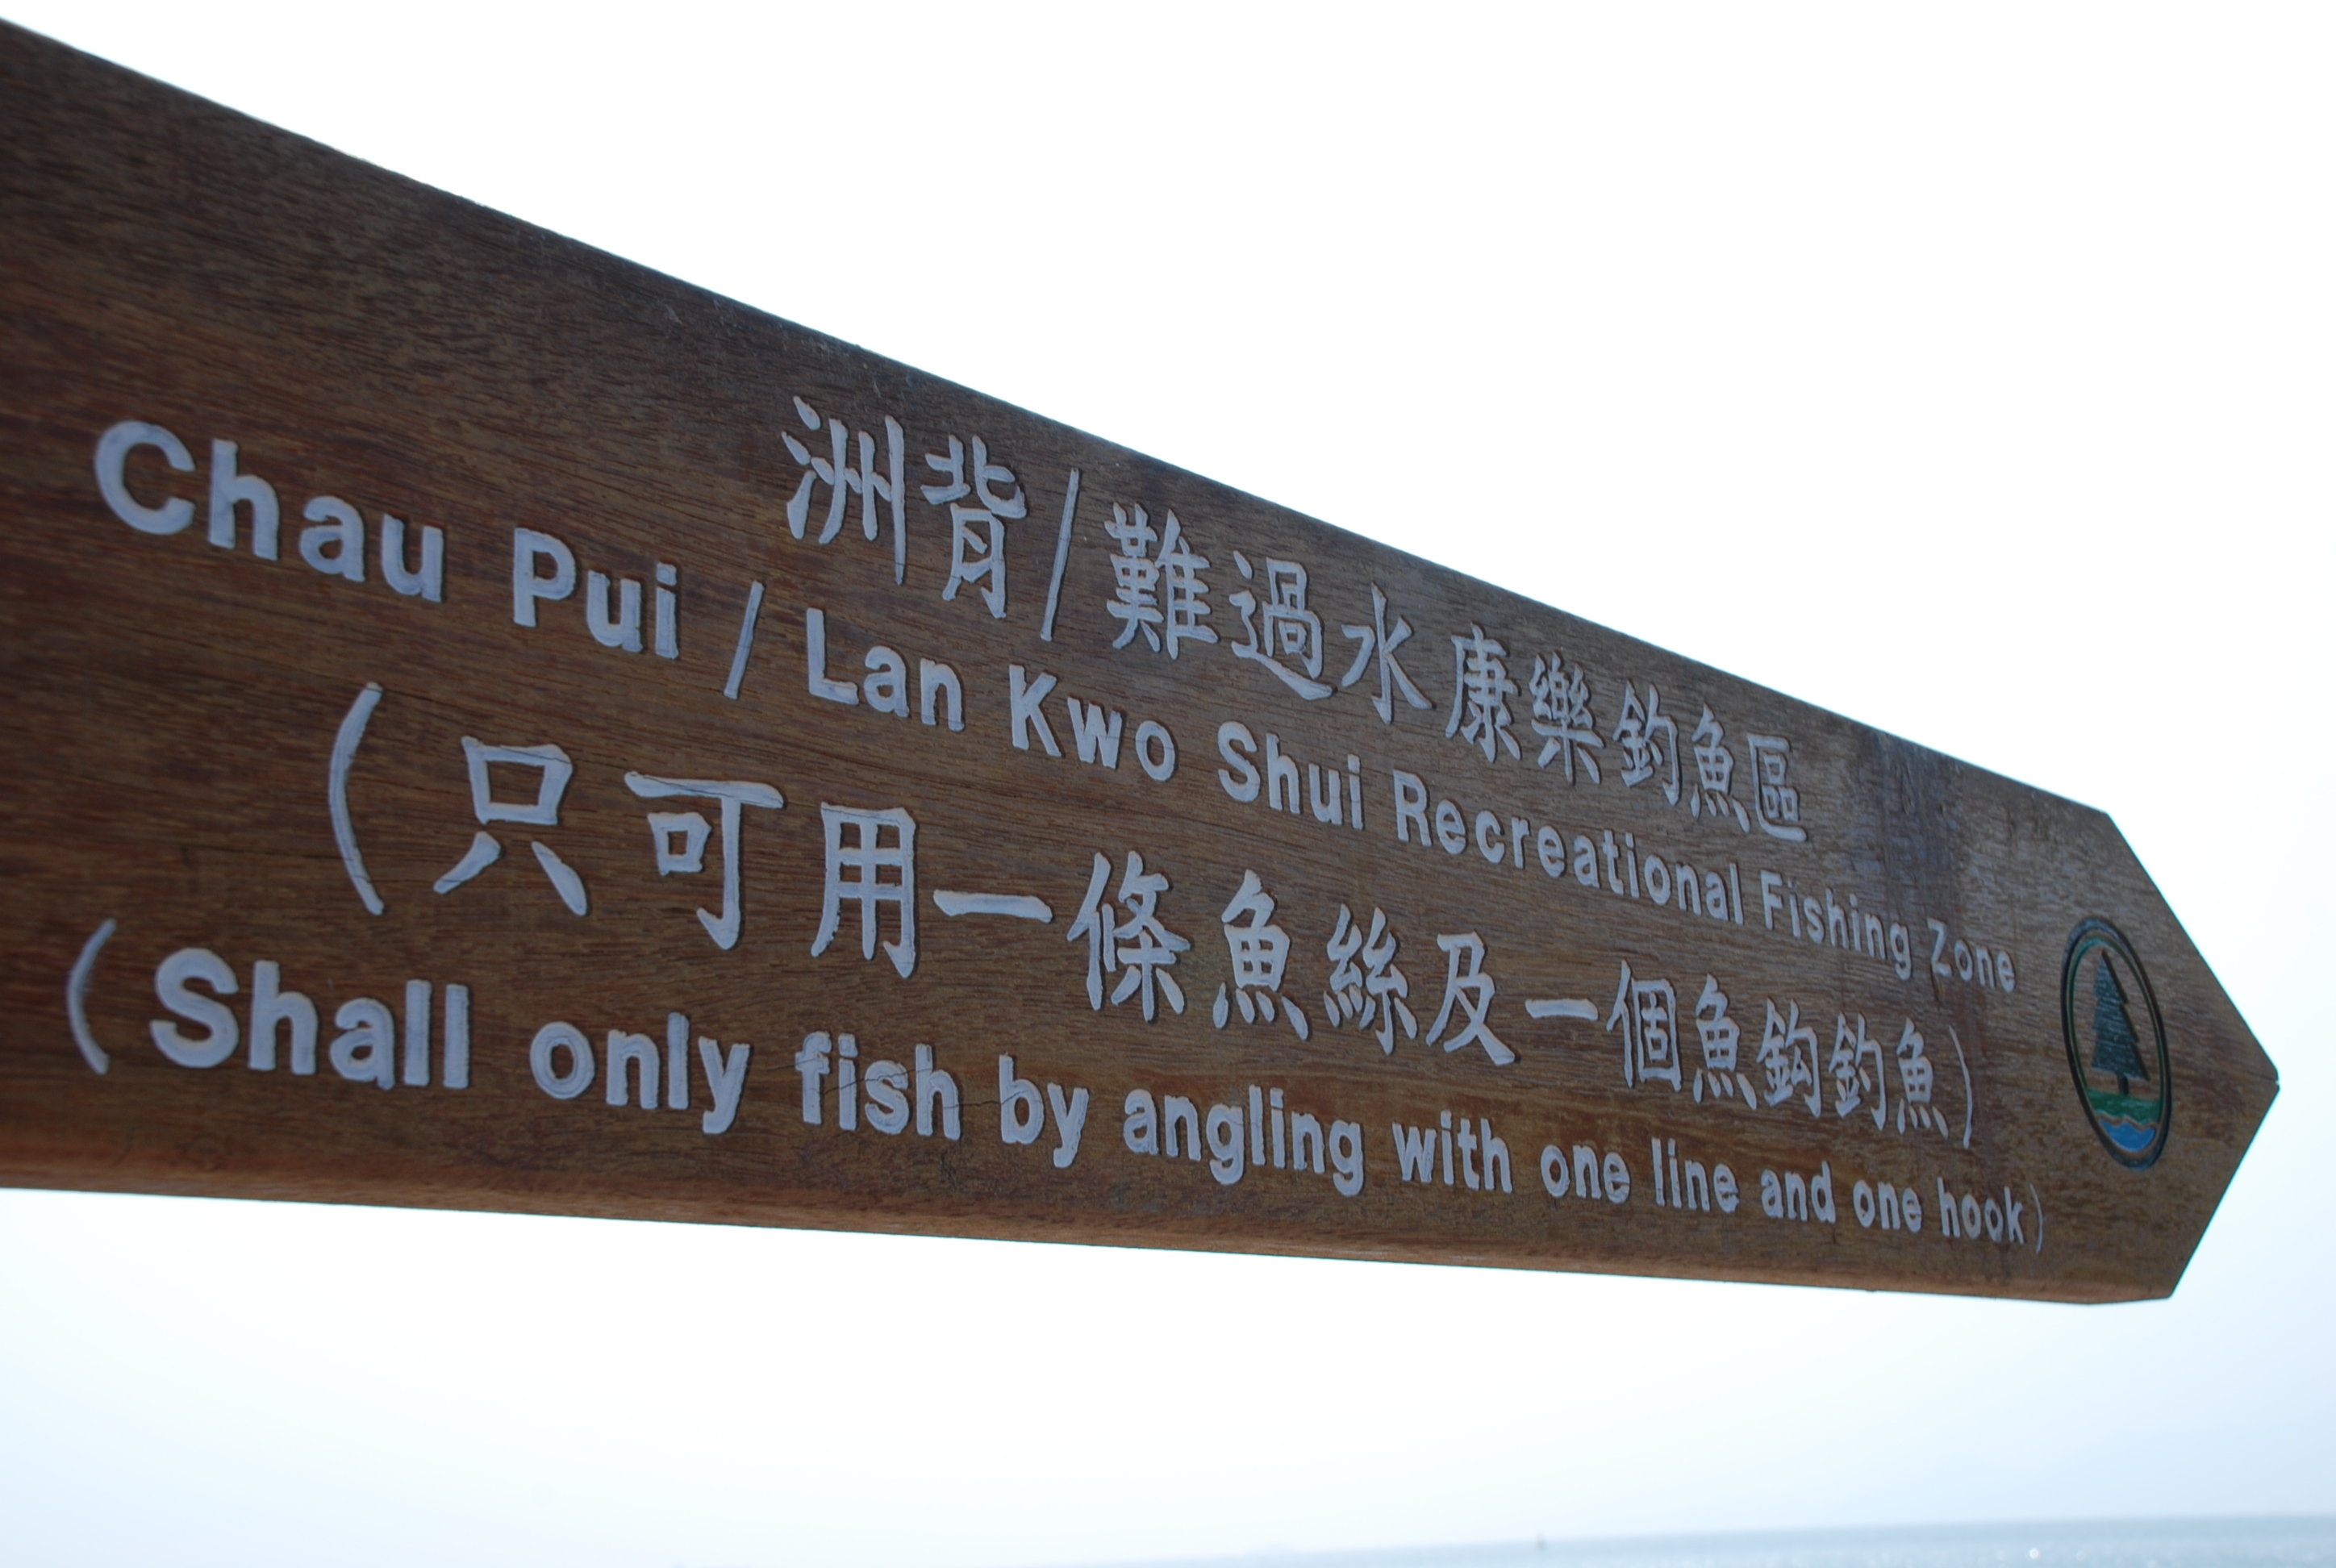 洲背/難過水康樂釣魚區
Chau Pui / Lan Kwo Shui Recreational Fishing Zone
(只可用一條魚絲及一個魚鈎釣魚)
(Shall only fish by angling with one line and one hook)